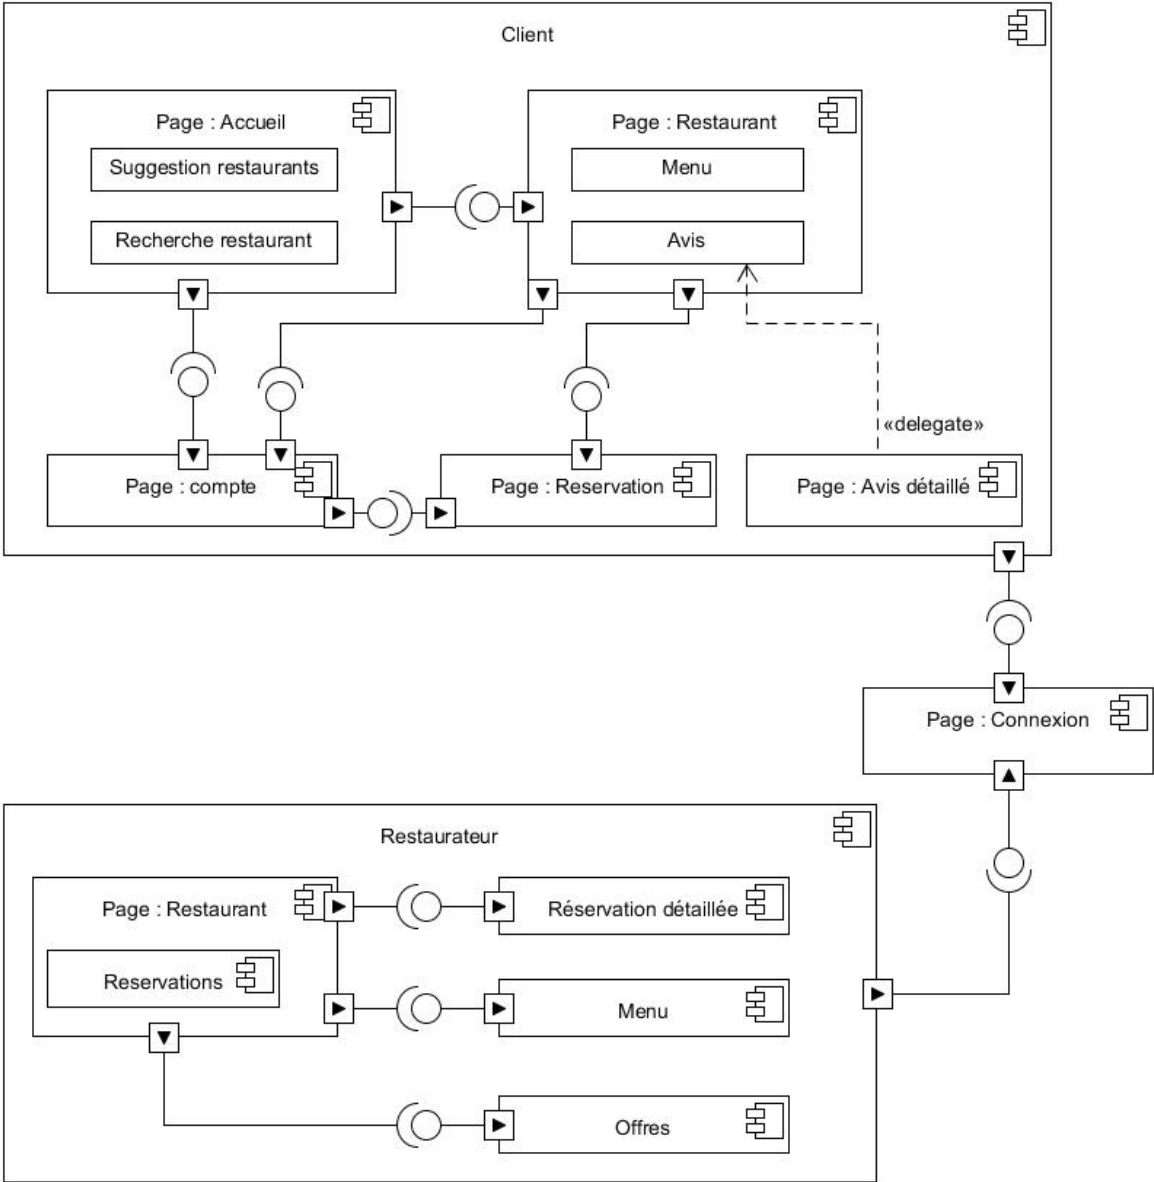 Client
Page : Accueil
Suggestion restaurants
Recherche restaurant
Page : Restaurant
Menu
Avis
«delegate»
Page : compte
Page : Reservation
Page : Avis détaillé
Page : Connexion
Restaurateur
Page : Restaurant
Reservations
Réservation détaillée
Menu
Offres